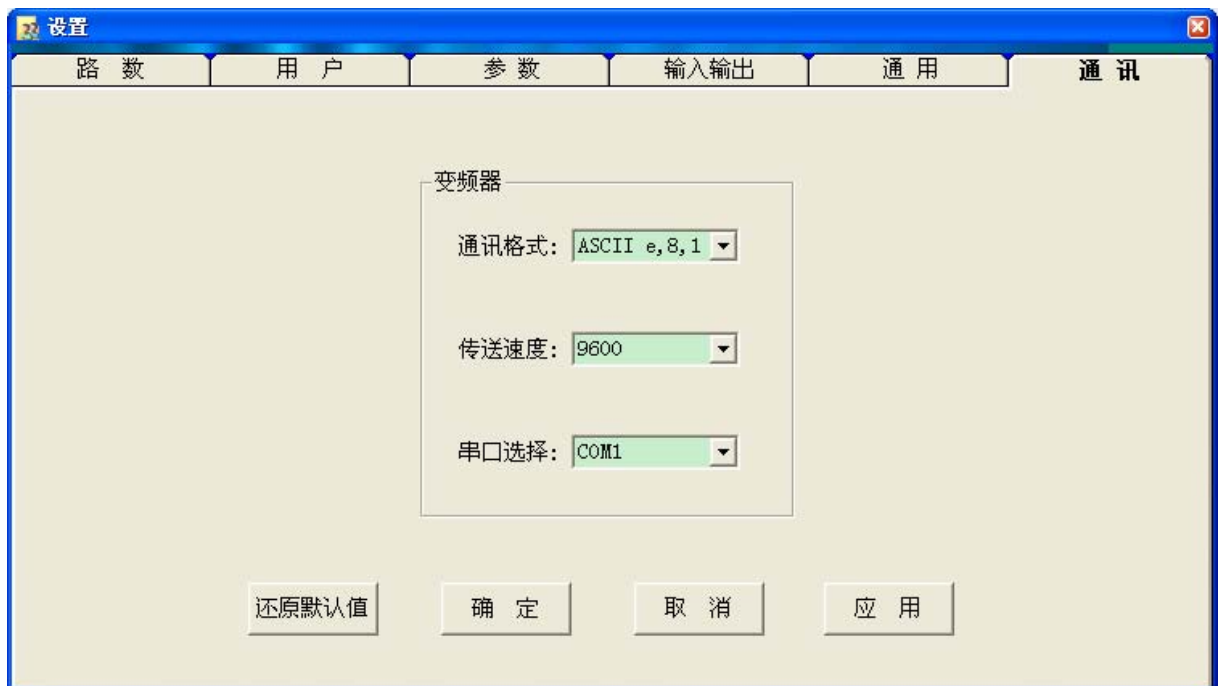 设置
路 数 用 户 参 数 输入输出 通 用 通 讯
变频器
通讯格式: ASCII e,8,1
传送速度: 9600
串口选择: COM1
还原默认值 确 定 取 消 应 用